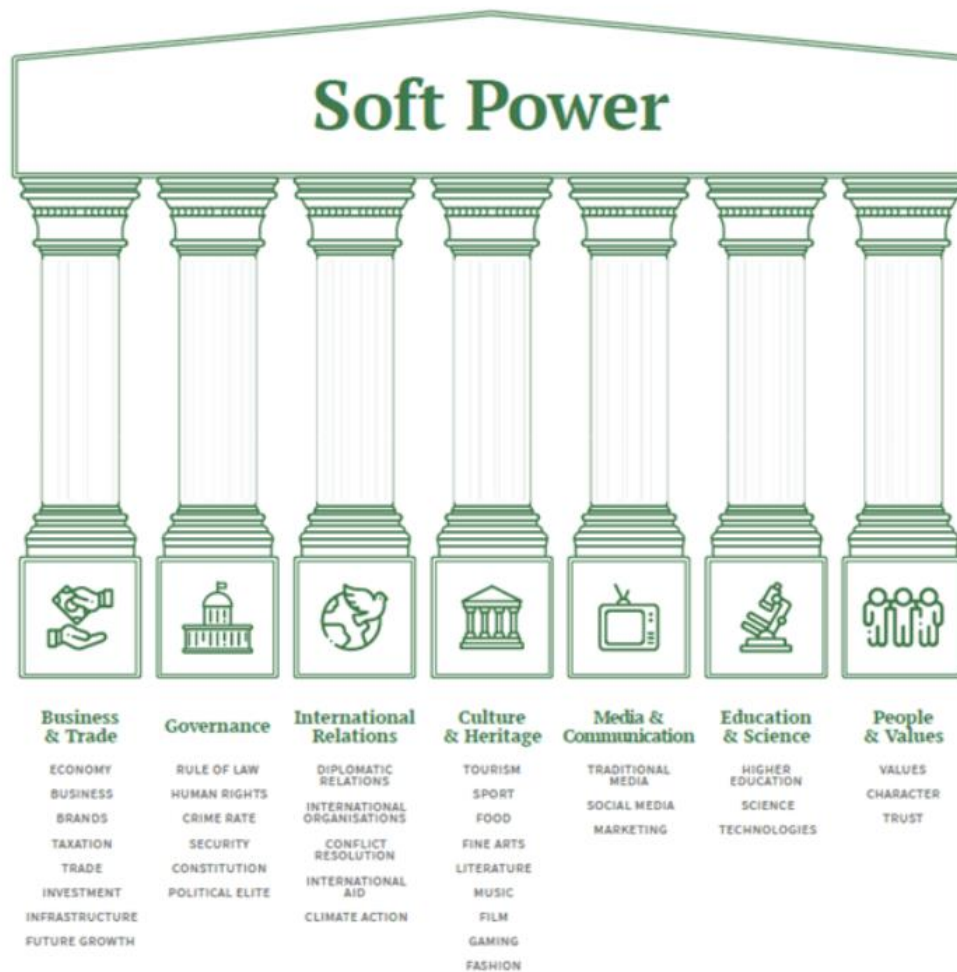 Soft Power
Business
& Trade
ECONOMY
BUSINESS
BRANDS
TAXATION
TRADE
INVESTMENT
INFRASTRUCTURE
FUTURE GROWTH
Governance
RULE OF LAW
HUMAN RIGHTS
CRIME RATE
SECURITY
CONSTITUTION
POLITICAL ELITE
International
Relations
DIPLOMATIC
RELATIONS
INTERNATIONAL
ORGANISATIONS
CONFLICT
RESOLUTION
INTERNATIONAL
AID
CLIMATE ACTION
Culture
& Heritage
TOURISM
SPORT
FOOD
FINE ARTS
LITERATURE
MUSIC
FILM
GAMING
FASHION
Media &
Communication
TRADITIONAL
MEDIA
SOCIAL MEDIA
MARKETING
Education
& Science
HIGHER
EDUCATION
SCIENCE
TECHNOLOGIES
People
& Values
VALUES
CHARACTER
TRUST